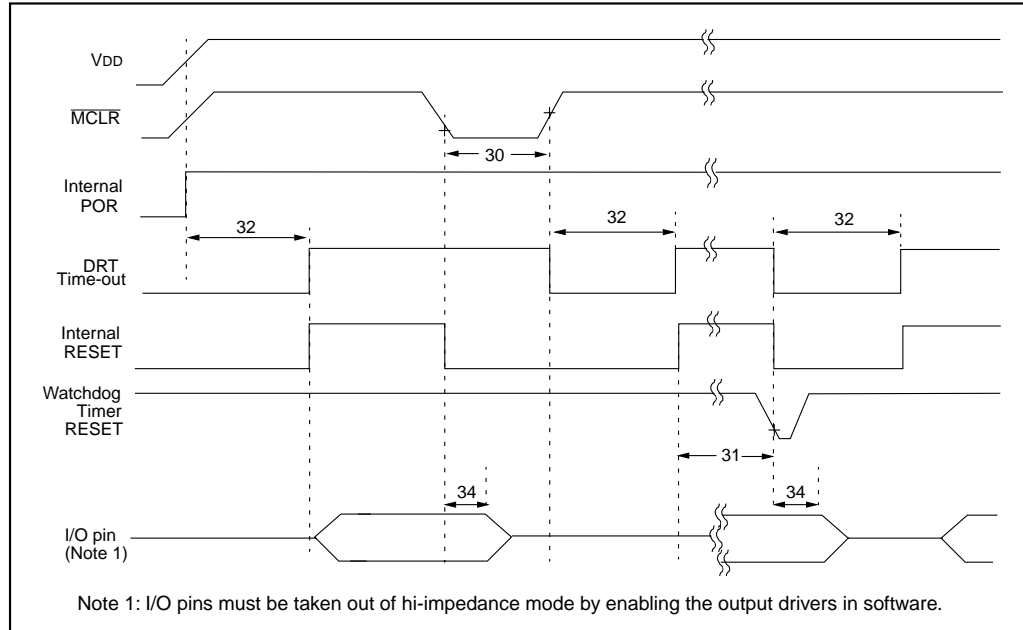 VDD
MCLR
30
Internal
POR
32
32
32
DRT
Time-out
Internal
RESET
Watchdog
Timer
RESET
31
34
34
I/O pin
(Note 1)
Note 1: I/O pins must be taken out of hi-impedance mode by enabling the output drivers in software.